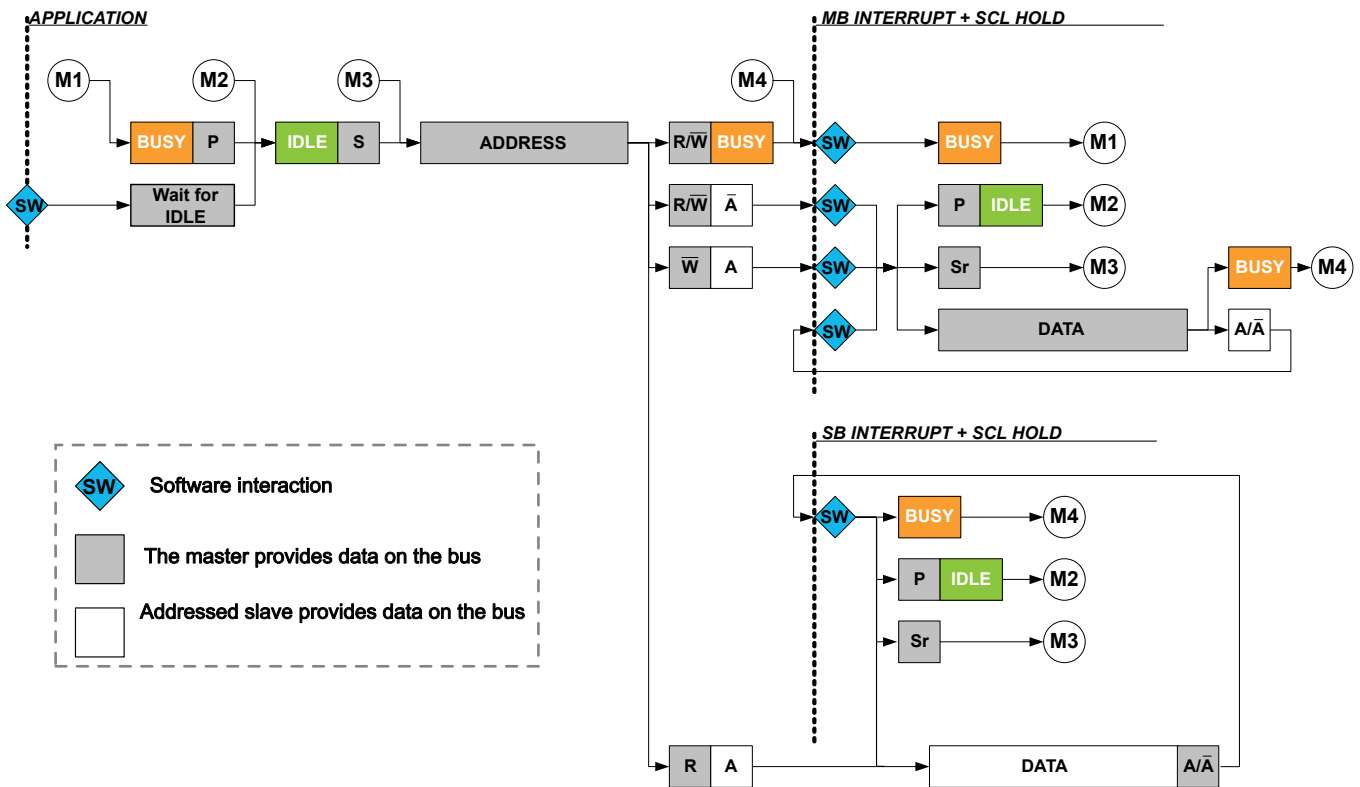 APPLICATION
MB INTERRUPT + SCL HOLD
M1
M2
M3
M4
BUSY P
IDLE S
ADDRESS
R/W̅ BUSY
SW
BUSY
M1
SW
Wait for
IDLE
R/W̅ A̅
SW
P IDLE
M2
W̅ A
SW
Sr
M3
BUSY
M4
SW
DATA
A/A̅
SB INTERRUPT + SCL HOLD
SW
Software interaction
The master provides data on the bus
Addressed slave provides data on the bus
SW
BUSY
M4
P IDLE
M2
Sr
M3
R A
DATA
A/A̅